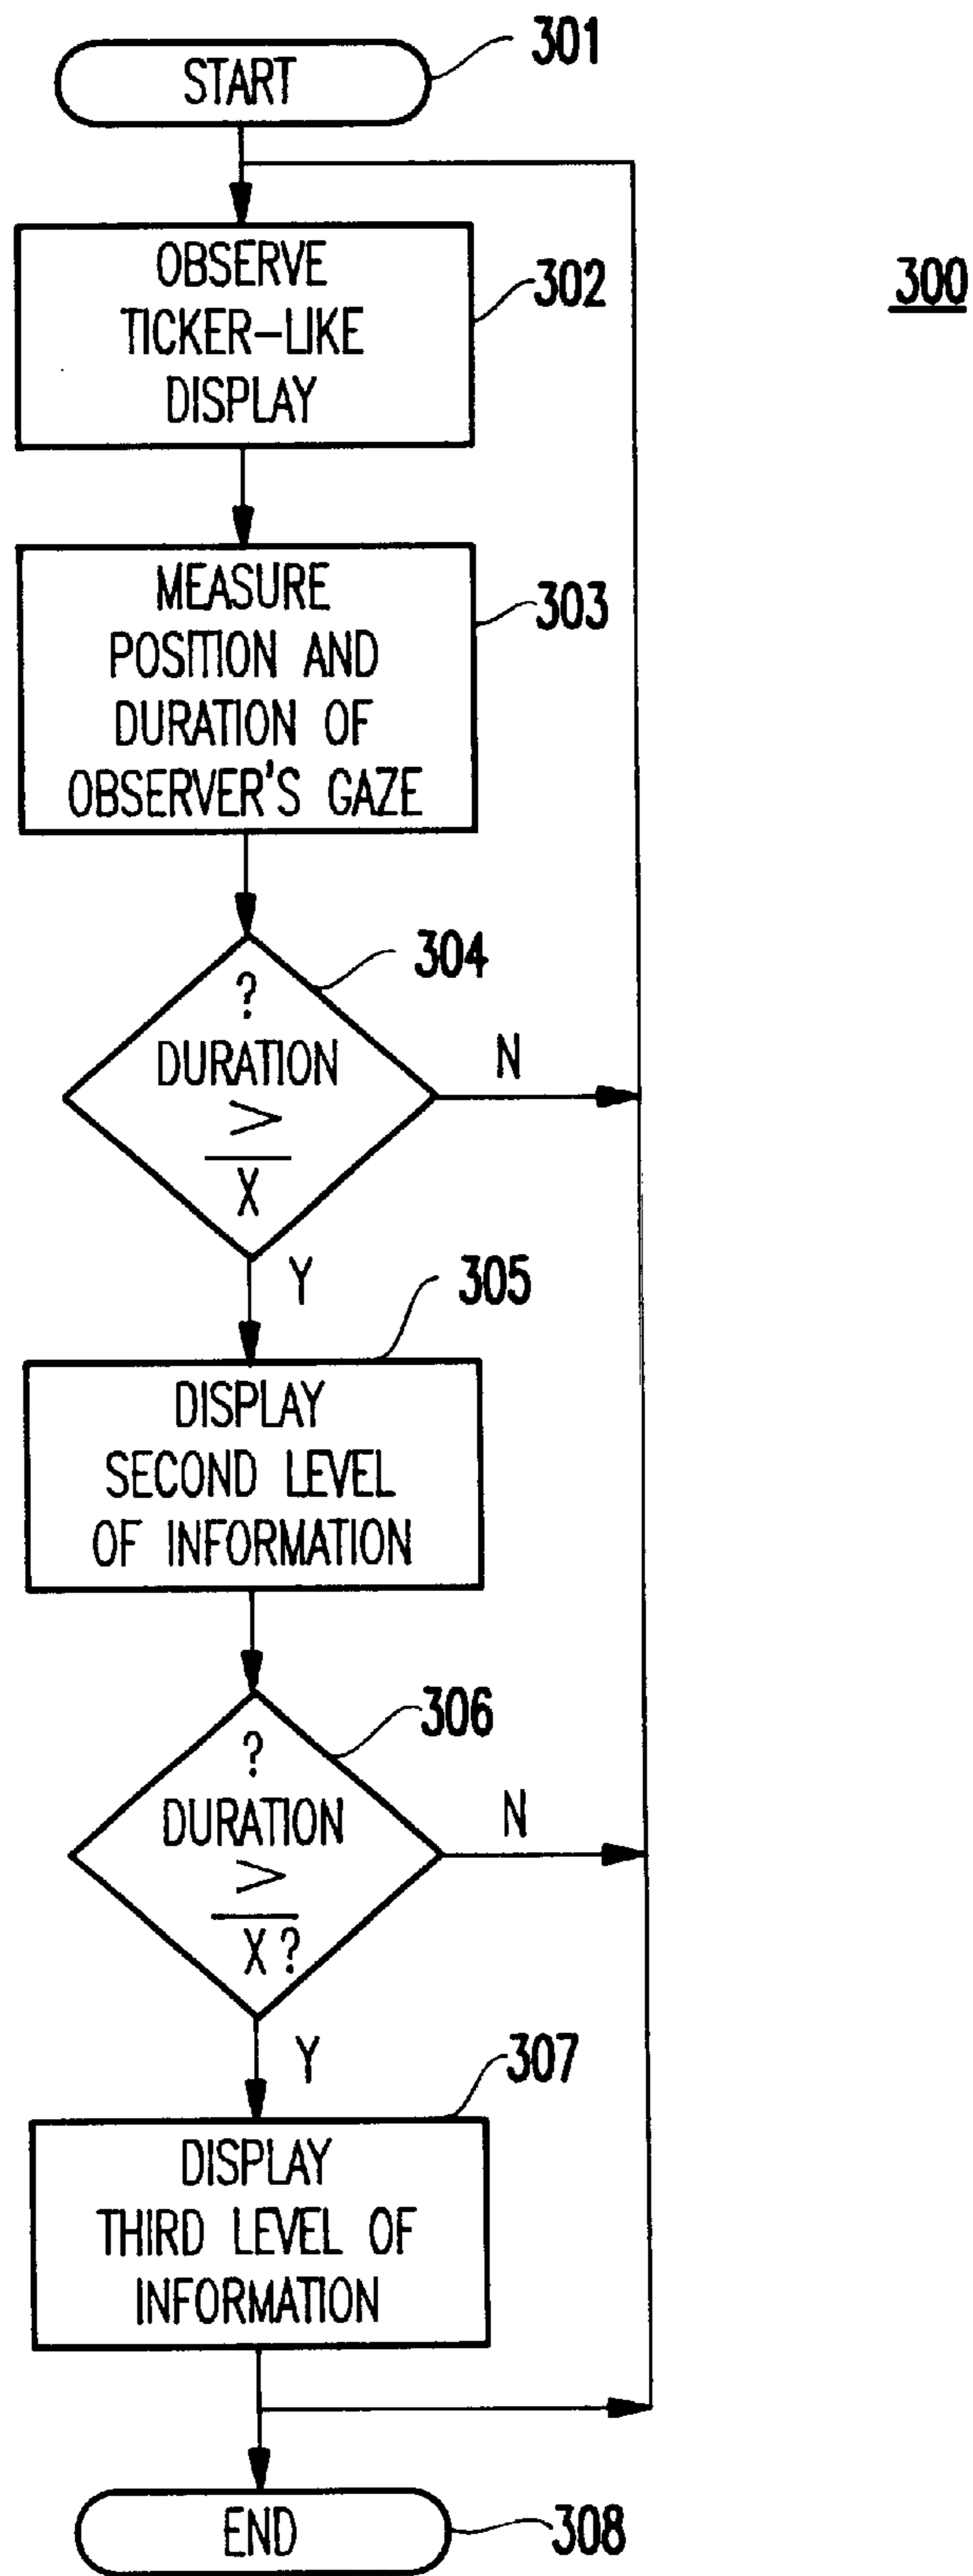 START
301
300
OBSERVE
TICKER-LIKE
DISPLAY
302
MEASURE
POSITION AND
DURATION OF
OBSERVER'S GAZE
303
304
?
DURATION
>
X
N
Y
305
DISPLAY
SECOND LEVEL
OF INFORMATION
306
?
DURATION
>
X?
N
Y
307
DISPLAY
THIRD LEVEL OF
INFORMATION
END
308